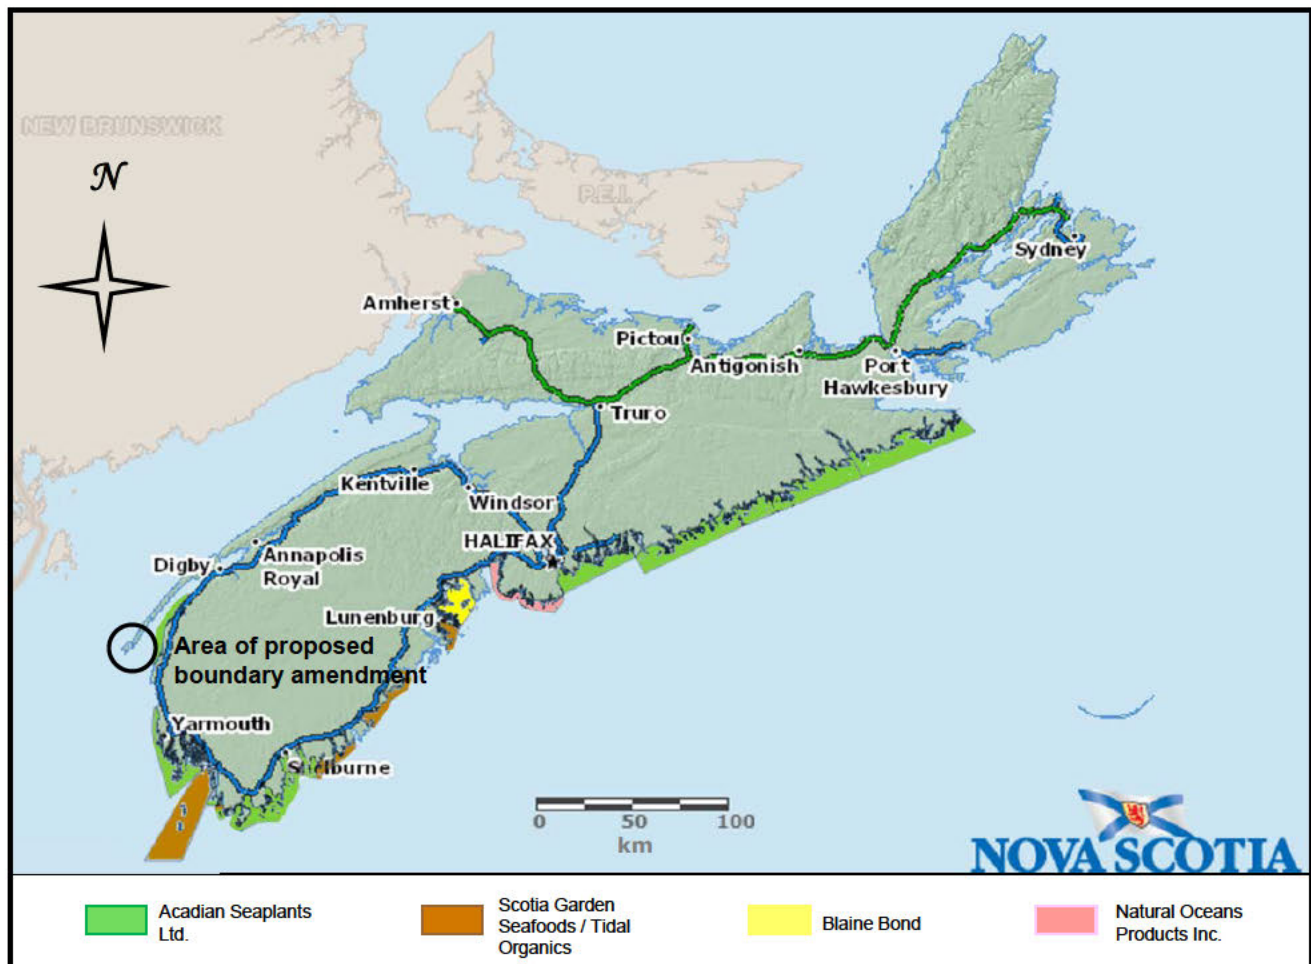 NEW BRUNSWICK
N
P.E.I.
Sydney
Amherst
Pictou
Antigonish
Port
Hawkesbury
Truro
Kentville
Windsor
HALIFAX
Digby
Annapolis
Royal
Lunenburg
Area of proposed
boundary amendment
Yarmouth
Shelburne
0 50 100
km
NOVA SCOTIA
Acadian Seaplants
Ltd.
Scotia Garden
Seafoods / Tidal
Organics
Blaine Bond
Natural Oceans
Products Inc.